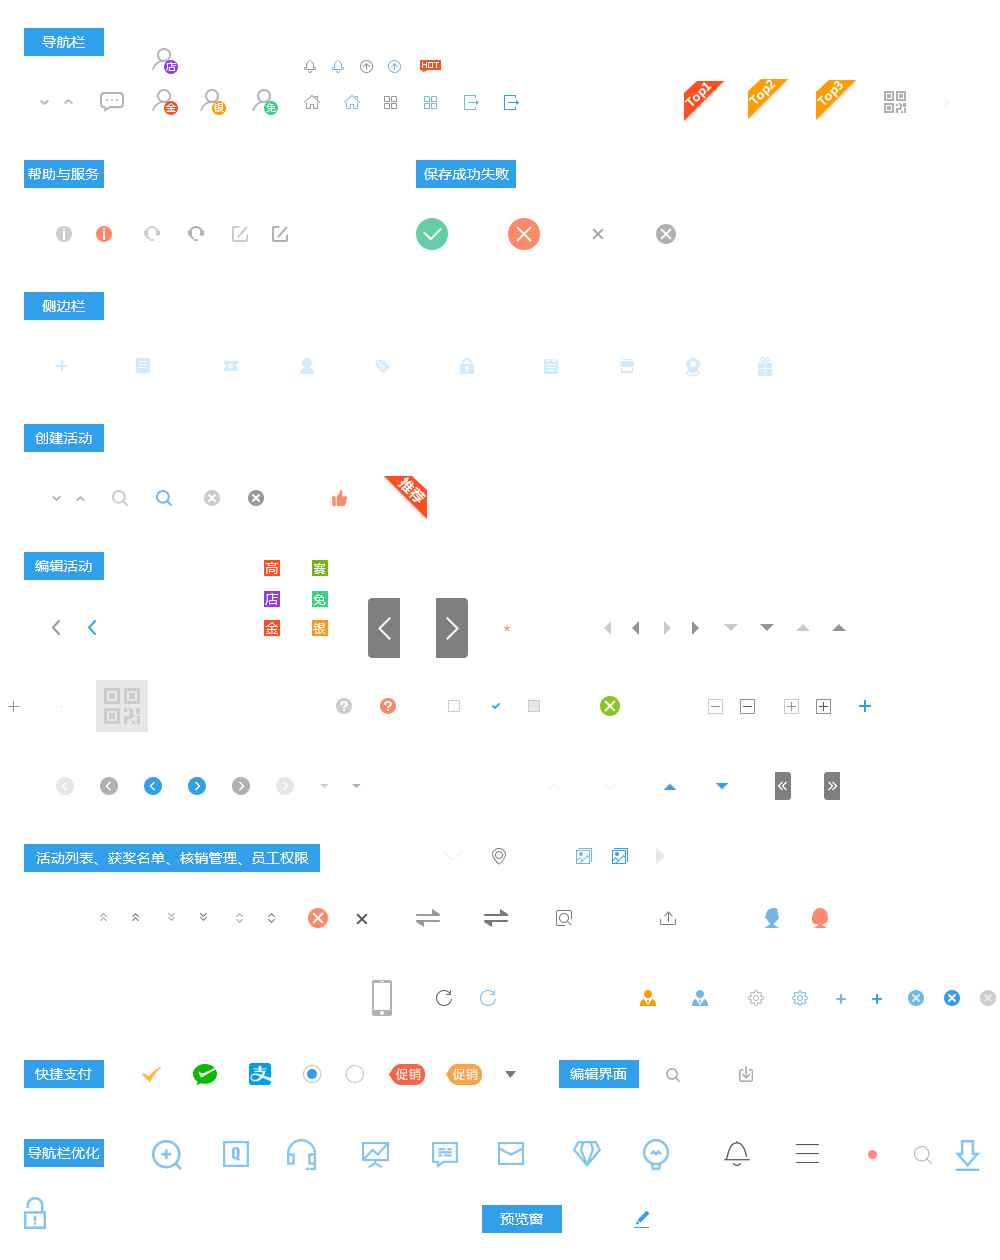 导航栏
店
HOT
金
银
免
Top1
Top2
Top3
帮助与服务
保存成功失败
侧边栏
创建活动
推荐
编辑活动
高
赛
店
免
金
银
*
活动列表、获奖名单、核销管理、员工权限
快捷支付
支
促销
促销
编辑界面
导航栏优化
预览窗